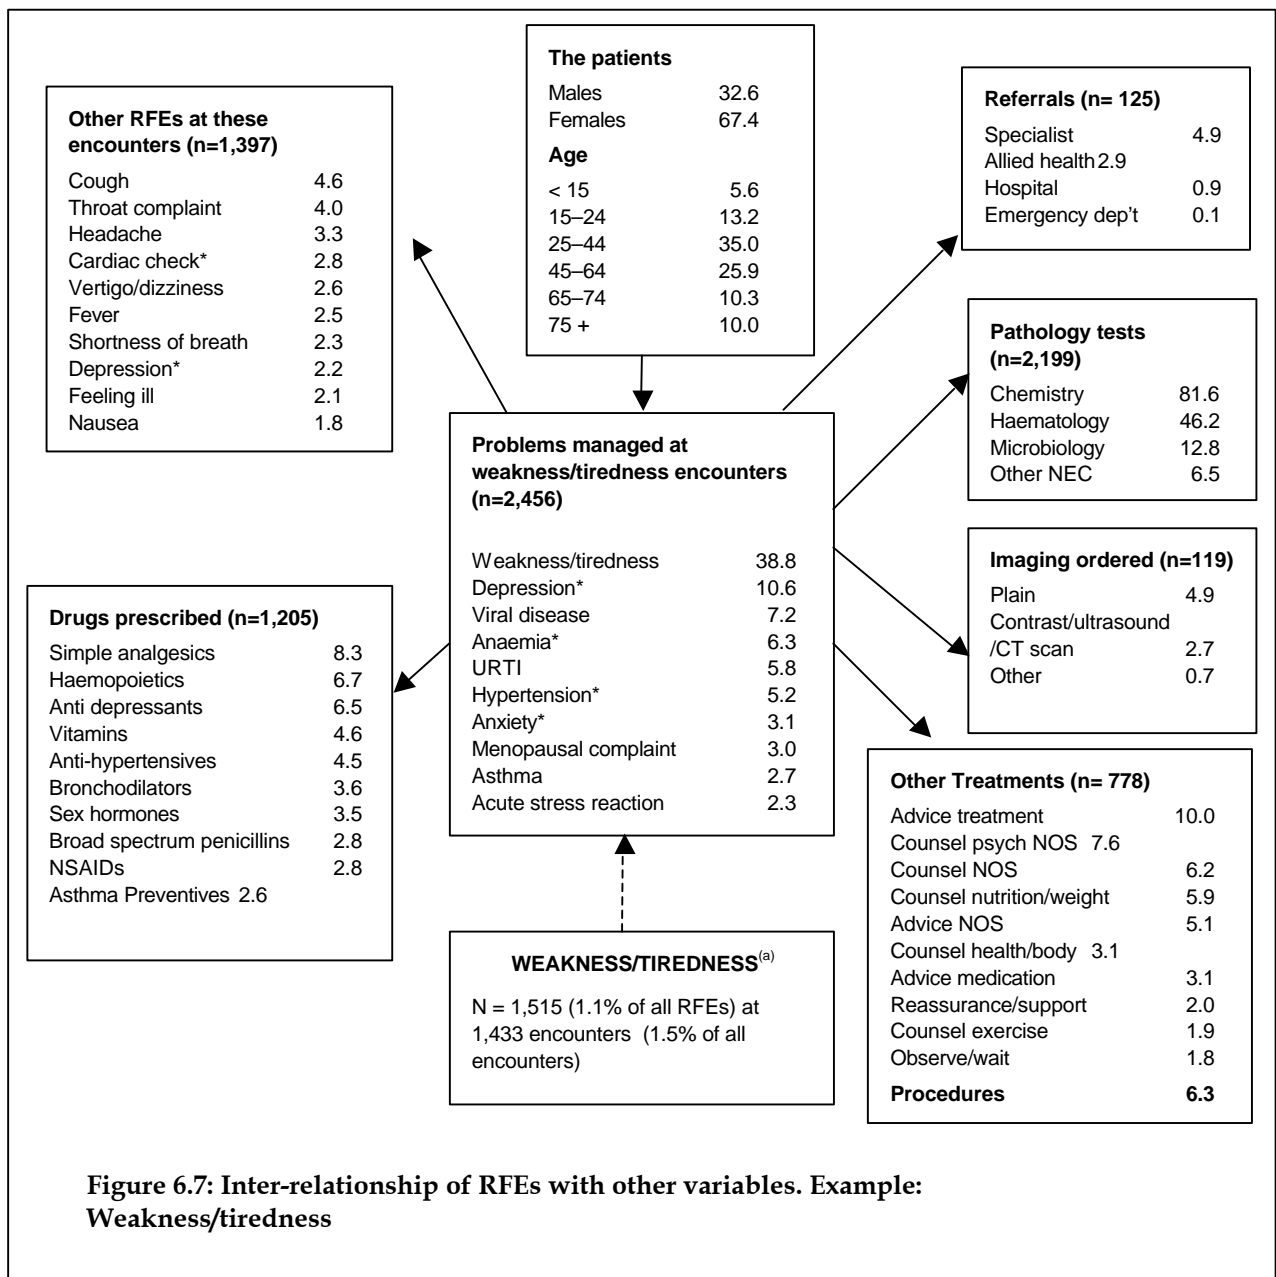 The patients
Males 32.6
Females 67.4
Age
< 15 5.6
15–24 13.2
25–44 35.0
45–64 25.9
65–74 10.3
75 + 10.0
Other RFEs at these
encounters (n=1,397)
Cough 4.6
Throat complaint 4.0
Headache 3.3
Cardiac check* 2.8
Vertigo/dizziness 2.6
Fever 2.5
Shortness of breath 2.3
Depression* 2.2
Feeling ill 2.1
Nausea 1.8
Referrals (n= 125)
Specialist 4.9
Allied health 2.9
Hospital 0.9
Emergency dep't 0.1
Pathology tests
(n=2,199)
Chemistry 81.6
Haematology 46.2
Microbiology 12.8
Other NEC 6.5
Problems managed at
weakness/tiredness encounters
(n=2,456)
Weakness/tiredness 38.8
Depression* 10.6
Viral disease 7.2
Anaemia* 6.3
URTI 5.8
Hypertension* 5.2
Anxiety* 3.1
Menopausal complaint 3.0
Asthma 2.7
Acute stress reaction 2.3
Imaging ordered (n=119)
Plain 4.9
Contrast/ultrasound
/CT scan 2.7
Other 0.7
Drugs prescribed (n=1,205)
Simple analgesics 8.3
Haemopoietics 6.7
Anti depressants 6.5
Vitamins 4.6
Anti-hypertensives 4.5
Bronchodilators 3.6
Sex hormones 3.5
Broad spectrum penicillins 2.8
NSAIDs 2.8
Asthma Preventives 2.6
Other Treatments (n= 778)
Advice treatment 10.0
Counsel psych NOS 7.6
Counsel NOS 6.2
Counsel nutrition/weight 5.9
Advice NOS 5.1
Counsel health/body 3.1
Advice medication 3.1
Reassurance/support 2.0
Counsel exercise 1.9
Observe/wait 1.8
Procedures 6.3
WEAKNESS/TIREDNESS(a)
N = 1,515 (1.1% of all RFEs) at
1,433 encounters (1.5% of all
encounters)
Figure 6.7: Inter-relationship of RFEs with other variables. Example:
Weakness/tiredness